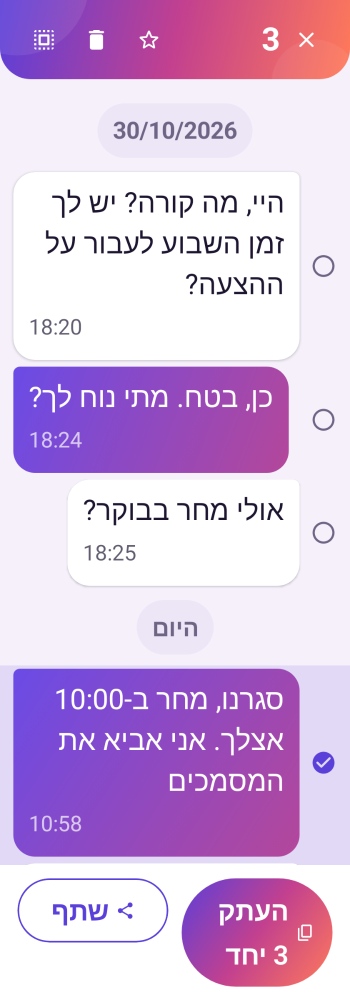 3
30/10/2026
היי, מה קורה? יש לך
זמן השבוע לעבור על
ההצעה?
18:20
כן, בטח. מתי נוח לך?
18:24
אולי מחר בבוקר?
18:25
היום
סגרנו, מחר ב-10:00
אצלך. אני אביא את
המסמכים
10:58
העתק
3 יחד
שתף